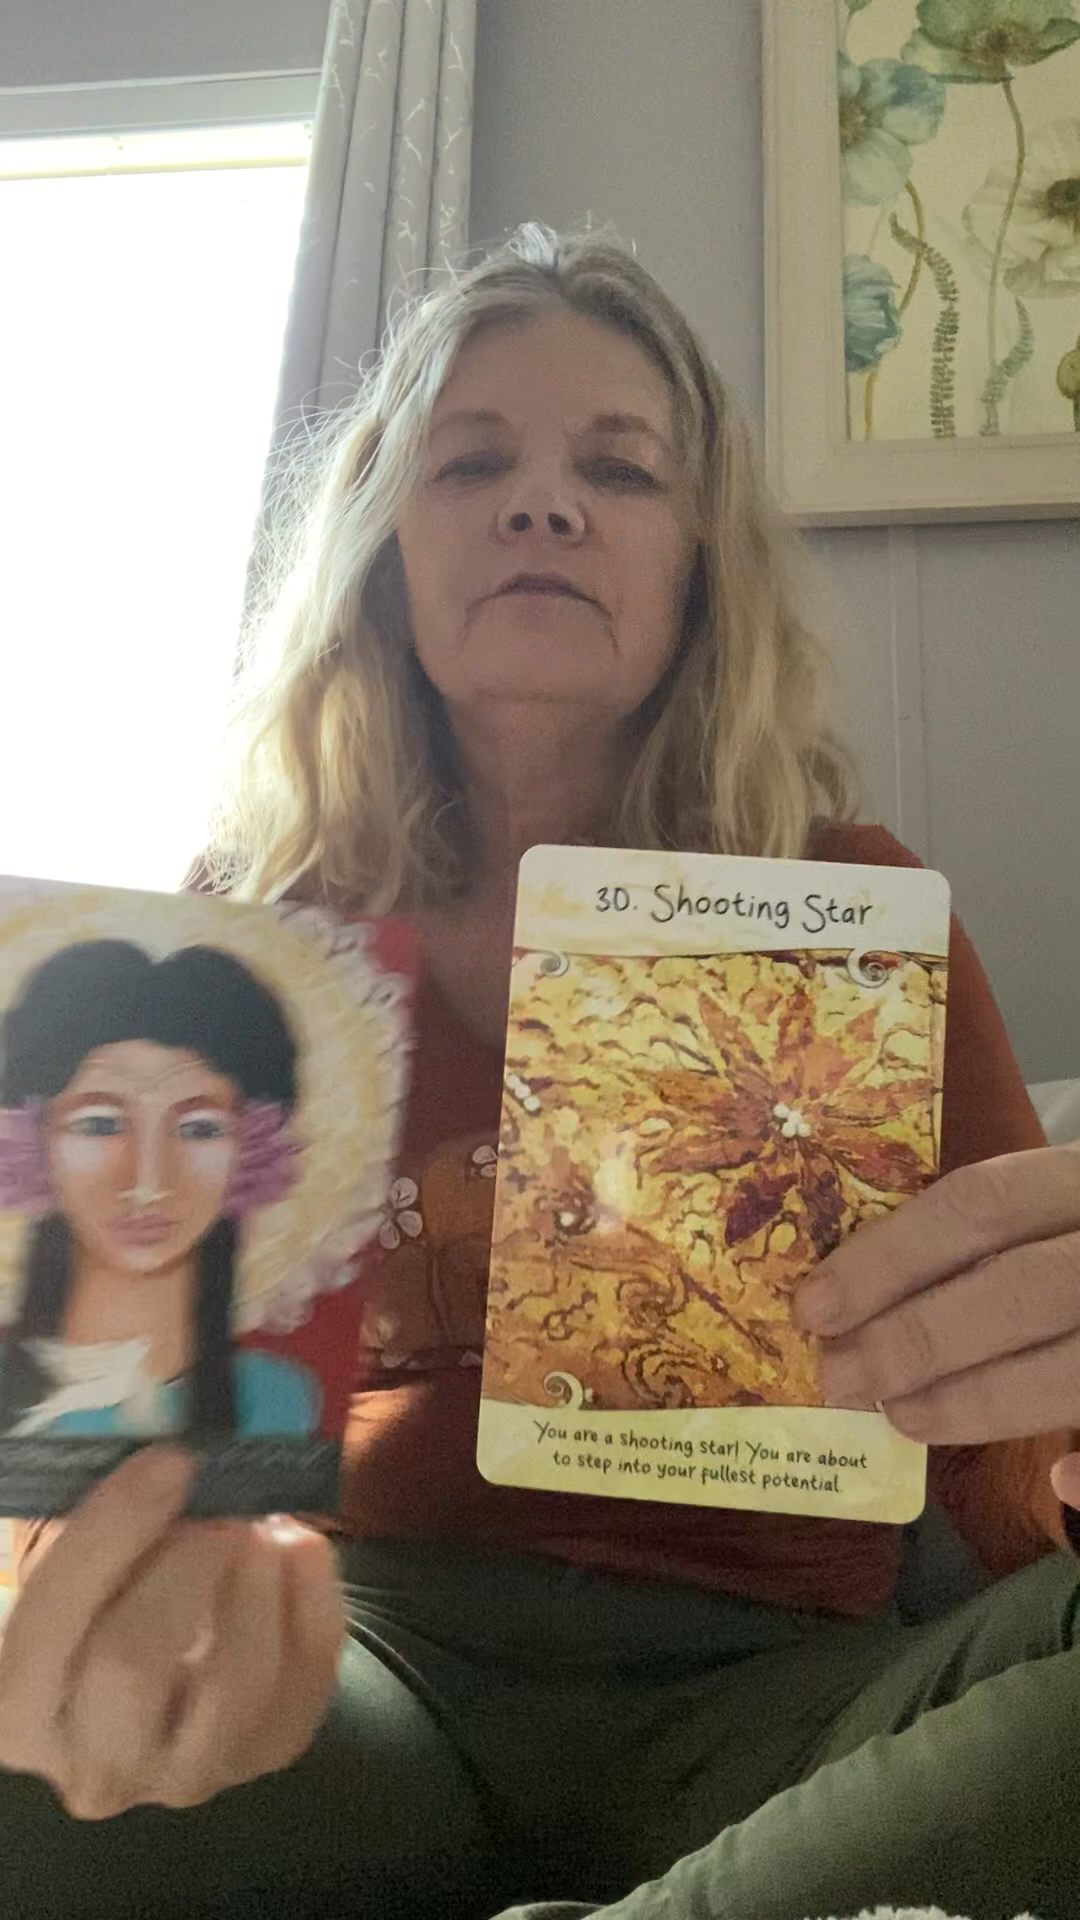 30. Shooting Star
You are a shooting star! You are about
to step into your fullest potential.